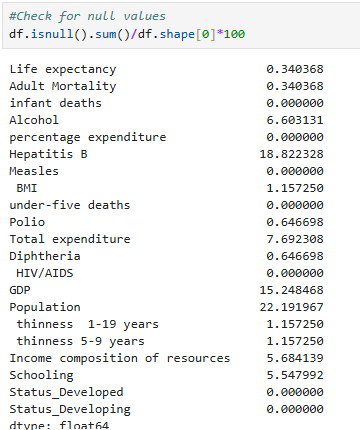 #Check for null values
df.isnull().sum()/df.shape[0]*100
Life expectancy 0.340368
Adult Mortality 0.340368
infant deaths 0.000000
Alcohol 6.603131
percentage expenditure 0.000000
Hepatitis B 18.822328
Measles 0.000000
BMI 1.157250
under-five deaths 0.000000
Polio 0.646698
Total expenditure 7.692308
Diphtheria 0.646698
HIV/AIDS 0.000000
GDP 15.248468
Population 22.191967
thinness  1-19 years 1.157250
thinness 5-9 years 1.157250
Income composition of resources 5.684139
Schooling 5.547992
Status_Developed 0.000000
Status_Developing 0.000000
dtype: float64